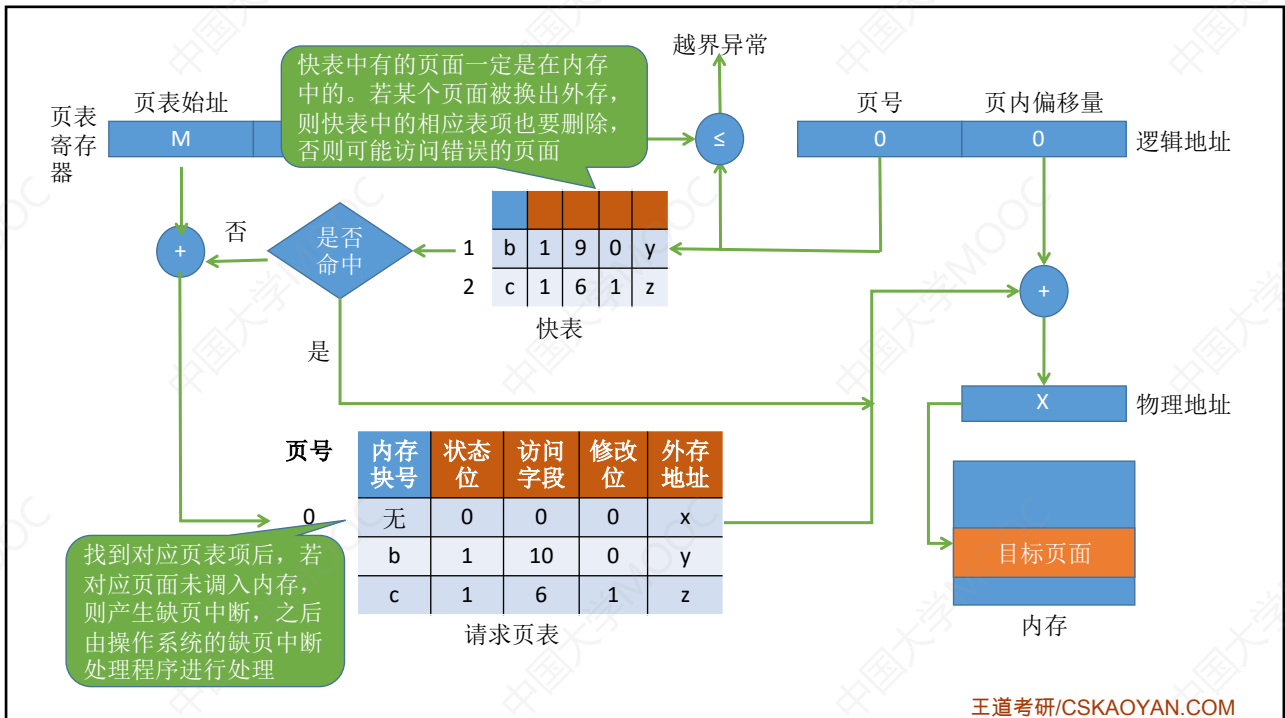 越界异常
快表中有的页面一定是在内存
中的。若某个页面被换出外存，
则快表中的相应表项也要删除，
否则可能访问错误的页面
页表
寄存
器
页表始址
M
≤
页号 页内偏移量
0 0
逻辑地址
+
否
是否
命中
1 b 1 9 0 y
2 c 1 6 1 z
快表
是
+
X
物理地址
页号
内存块号 状态位 访问字段 修改位 外存地址
0 无 0 0 0 x
b 1 10 0 y
c 1 6 1 z
请求页表
找到对应页表项后，若
对应页面未调入内存，
则产生缺页中断，之后
由操作系统的缺页中断
处理程序进行处理
目标页面
内存
王道考研/CSKAOYAN.COM
中国大学MOOC